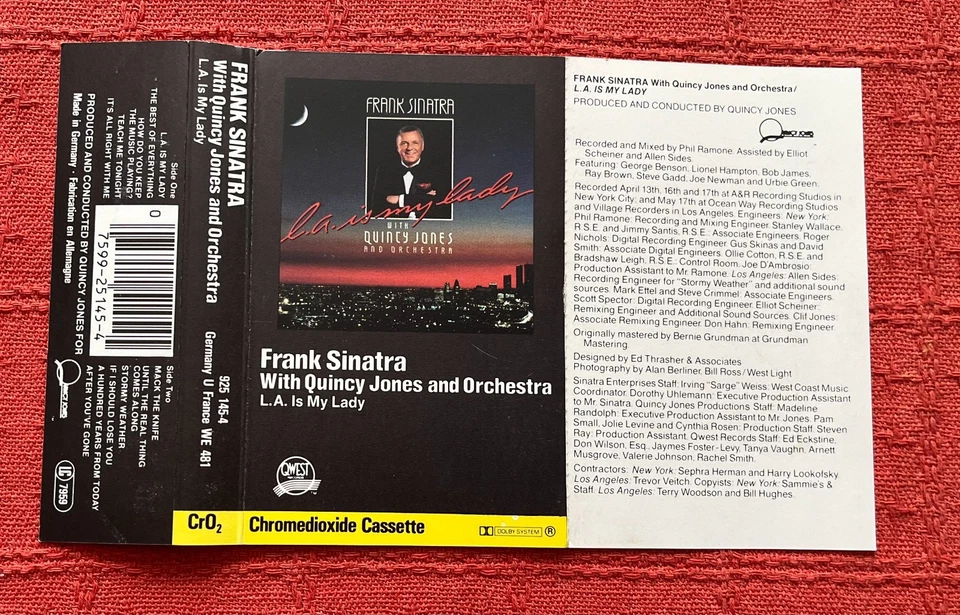 Side One
L.A. IS MY LADY
THE BEST OF EVERYTHING
HOW DO YOU KEEP
THE MUSIC PLAYING?
TEACH ME TONIGHT
IT'S ALL RIGHT WITH ME
PRODUCED AND CONDUCTED BY QUINCY JONES FOR
QUINCY JONES
Made in Germany · Fabrication en Allemagne
0
7599-25145-4
Side Two
MACK THE KNIFE
UNTIL THE REAL THING
COMES ALONG
STORMY WEATHER
IF I SHOULD LOSE YOU
A HUNDRED YEARS FROM TODAY
AFTER YOU'VE GONE
LC
7959
FRANK SINATRA
With Quincy Jones and Orchestra
L.A. Is My Lady
925 145-4
Germany U France WE 481
CrO2
FRANK SINATRA
l.a. is my lady
WITH
QUINCY JONES
AND ORCHESTRA
Frank Sinatra
With Quincy Jones and Orchestra
L.A. Is My Lady
QWEST
RECORDS
TM
Chromedioxide Cassette
DOLBY SYSTEM ®
FRANK SINATRA With Quincy Jones and Orchestra/
L.A. IS MY LADY
PRODUCED AND CONDUCTED BY QUINCY JONES
QUINCY JONES
Recorded and Mixed by Phil Ramone. Assisted by Elliot
Scheiner and Allen Sides.
Featuring: George Benson, Lionel Hampton, Bob James,
Ray Brown, Steve Gadd, Joe Newman and Urbie Green.
Recorded April 13th, 16th and 17th at A&R Recording Studios in
New York City: and May 17th at Ocean Way Recording Studios
and Village Recorders in Los Angeles. Engineers: New York:
Phil Ramone: Recording and Mixing Engineer. Stanley Wallace,
R.S.E. and Jimmy Santis, R.S.E.: Associate Engineers. Roger
Nichols: Digital Recording Engineer. Gus Skinas and David
Smith: Associate Digital Engineers. Ollie Cotton, R.S.E. and
Bradshaw Leigh, R.S.E.: Control Room. Joe D'Ambrosio:
Production Assistant to Mr. Ramone. Los Angeles: Allen Sides:
Recording Engineer for "Stormy Weather" and additional sound
sources. Mark Ettel and Steve Crimmel: Associate Engineers.
Scott Spector: Digital Recording Engineer. Elliot Scheiner:
Remixing Engineer and Additional Sound Sources. Clif Jones:
Associate Remixing Engineer. Don Hahn: Remixing Engineer.
Originally mastered by Bernie Grundman at Grundman
Mastering
Designed by Ed Thrasher & Associates
Photography by Alan Berliner, Bill Ross/West Light
Sinatra Enterprises Staff: Irving "Sarge" Weiss: West Coast Music
Coordinator. Dorothy Uhlemann: Executive Production Assistant
to Mr. Sinatra. Quincy Jones Productions Staff: Madeline
Randolph: Executive Production Assistant to Mr. Jones. Pam
Small, Jolie Levine and Cynthia Rosen: Production Staff. Steven
Ray: Production Assistant. Qwest Records Staff: Ed Eckstine,
Don Wilson, Esq., Jaymes Foster-Levy, Tanya Vaughn, Arnett
Musgrove, Valerie Johnson, Rachel Smith.
Contractors: New York: Sephra Herman and Harry Lookofsky
Los Angeles: Trevor Veitch. Copyists: New York: Sammie's &
Staff. Los Angeles: Terry Woodson and Bill Hughes.